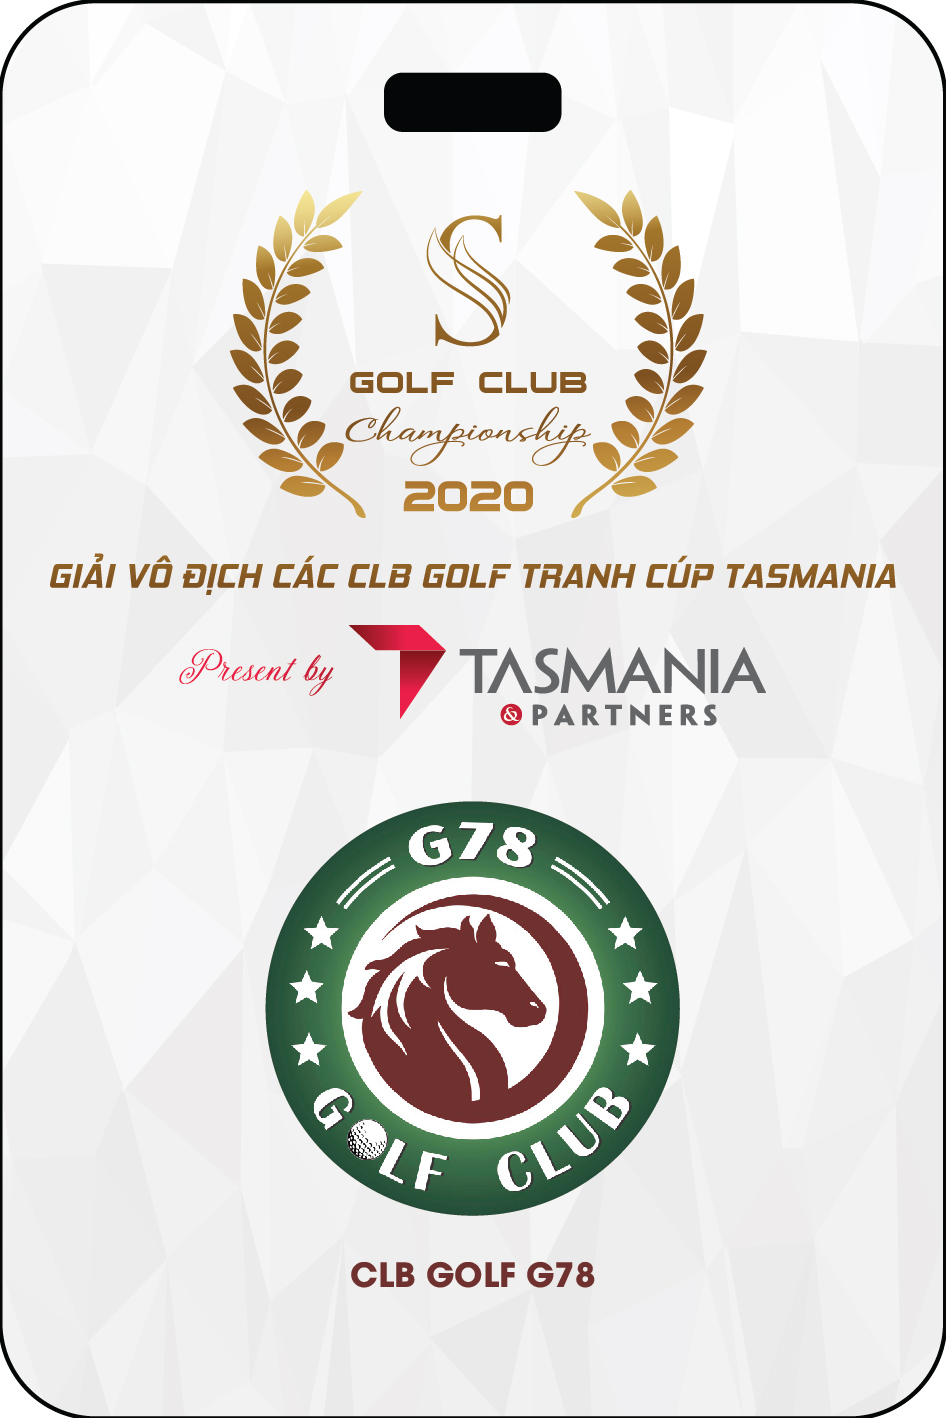 S
GOLF CLUB
Championship
2020
GIẢI VÔ ĐỊCH CÁC CLB GOLF TRANH CÚP TASMANIA
Present by
TASMANIA
& PARTNERS
G78
GOLF CLUB
CLB GOLF G78